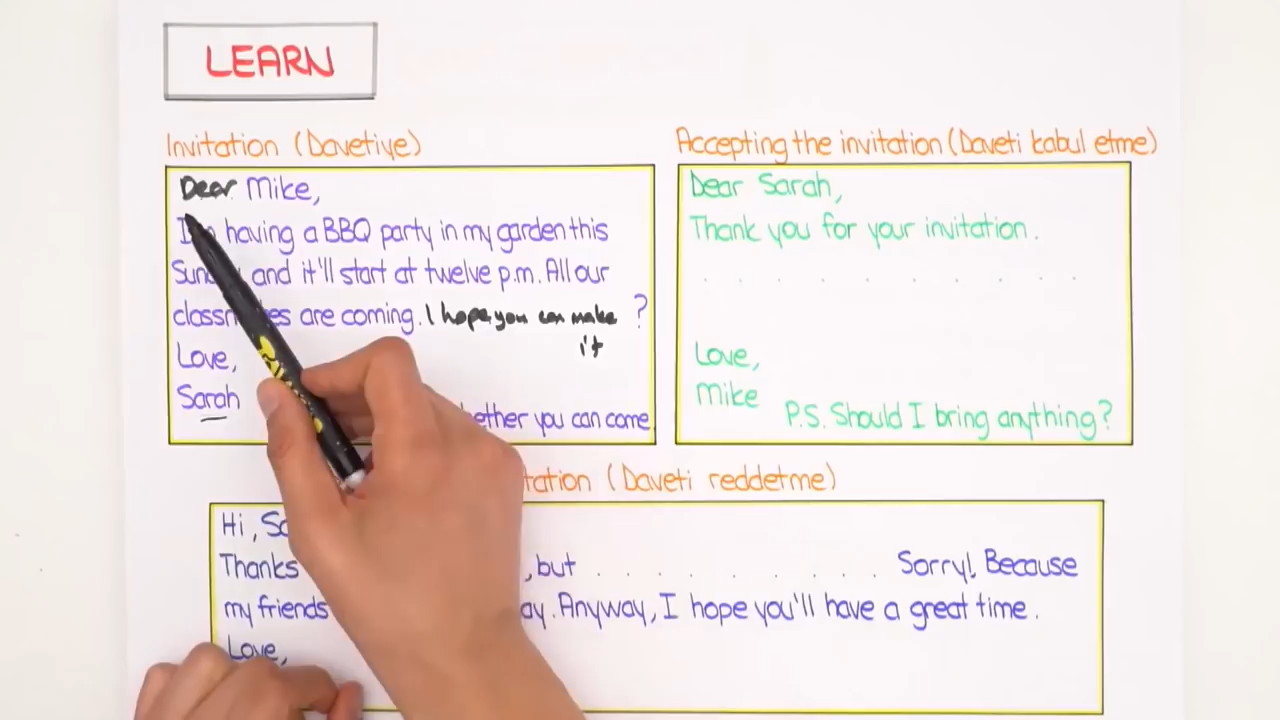 LEARN
Invitation (Davetiye)
Dear Mike,
having a BBQ party in my garden this
and it'll start at twelve p.m. All our
are coming. I hope you can make ?
it
Love,
Sarah
you can come
Accepting the invitation (Daveti kabul etme)
Dear Sarah,
Thank you for your invitation.
. . . . . . . . . .
Love,
Mike
P.S. Should I bring anything?
(Daveti reddetme)
Hi,
Thanks , but . . . . . . . . Sorry! Because
my friends Anyway, I hope you'll have a great time.
Love,